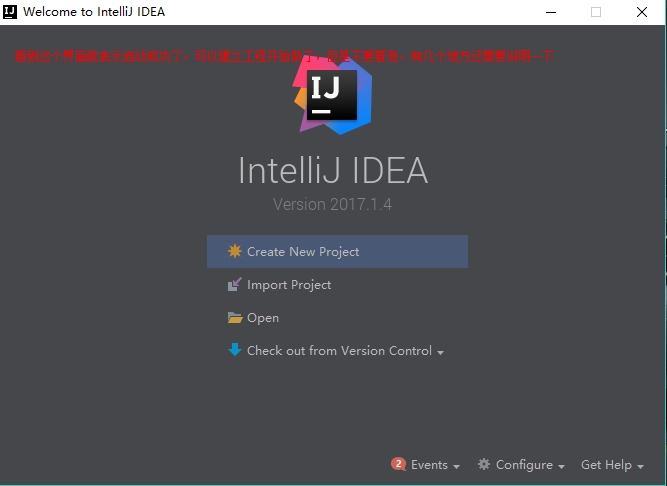 Welcome to IntelliJ IDEA
看到这个界面就表示启动成功了，可以建立工程开始敲了，但是不要着急，有几个地方还需要说明一下
IJ
IntelliJ IDEA
Version 2017.1.4
Create New Project
Import Project
Open
Check out from Version Control
2 Events Configure Get Help